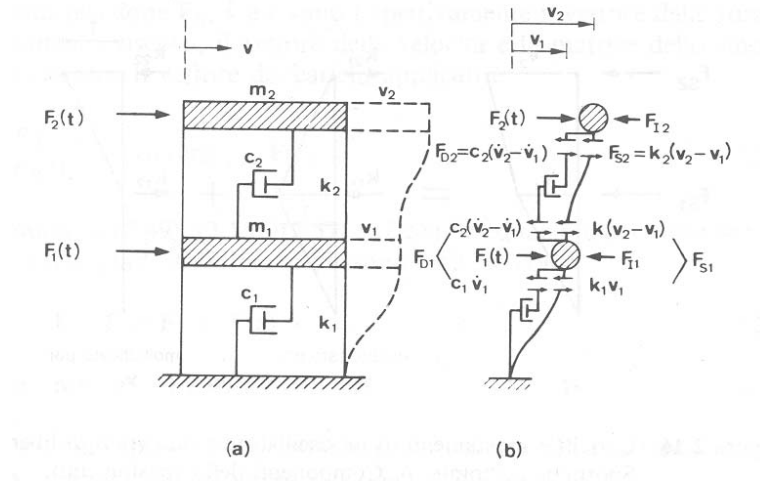 v
v₂
v₁
m₂
v₂
F₂(t)
F₂(t)
F_I2
F_D2=c₂(v̇₂-v̇₁)
F_S2=k₂(v₂-v₁)
c₂
k₂
m₁
v₁
c₂(v̇₂-v̇₁)
k(v₂-v₁)
F₁(t)
F_D1
F₁(t)
F_I1
F_S1
c₁v̇₁
k₁v₁
c₁
k₁
(a)
(b)